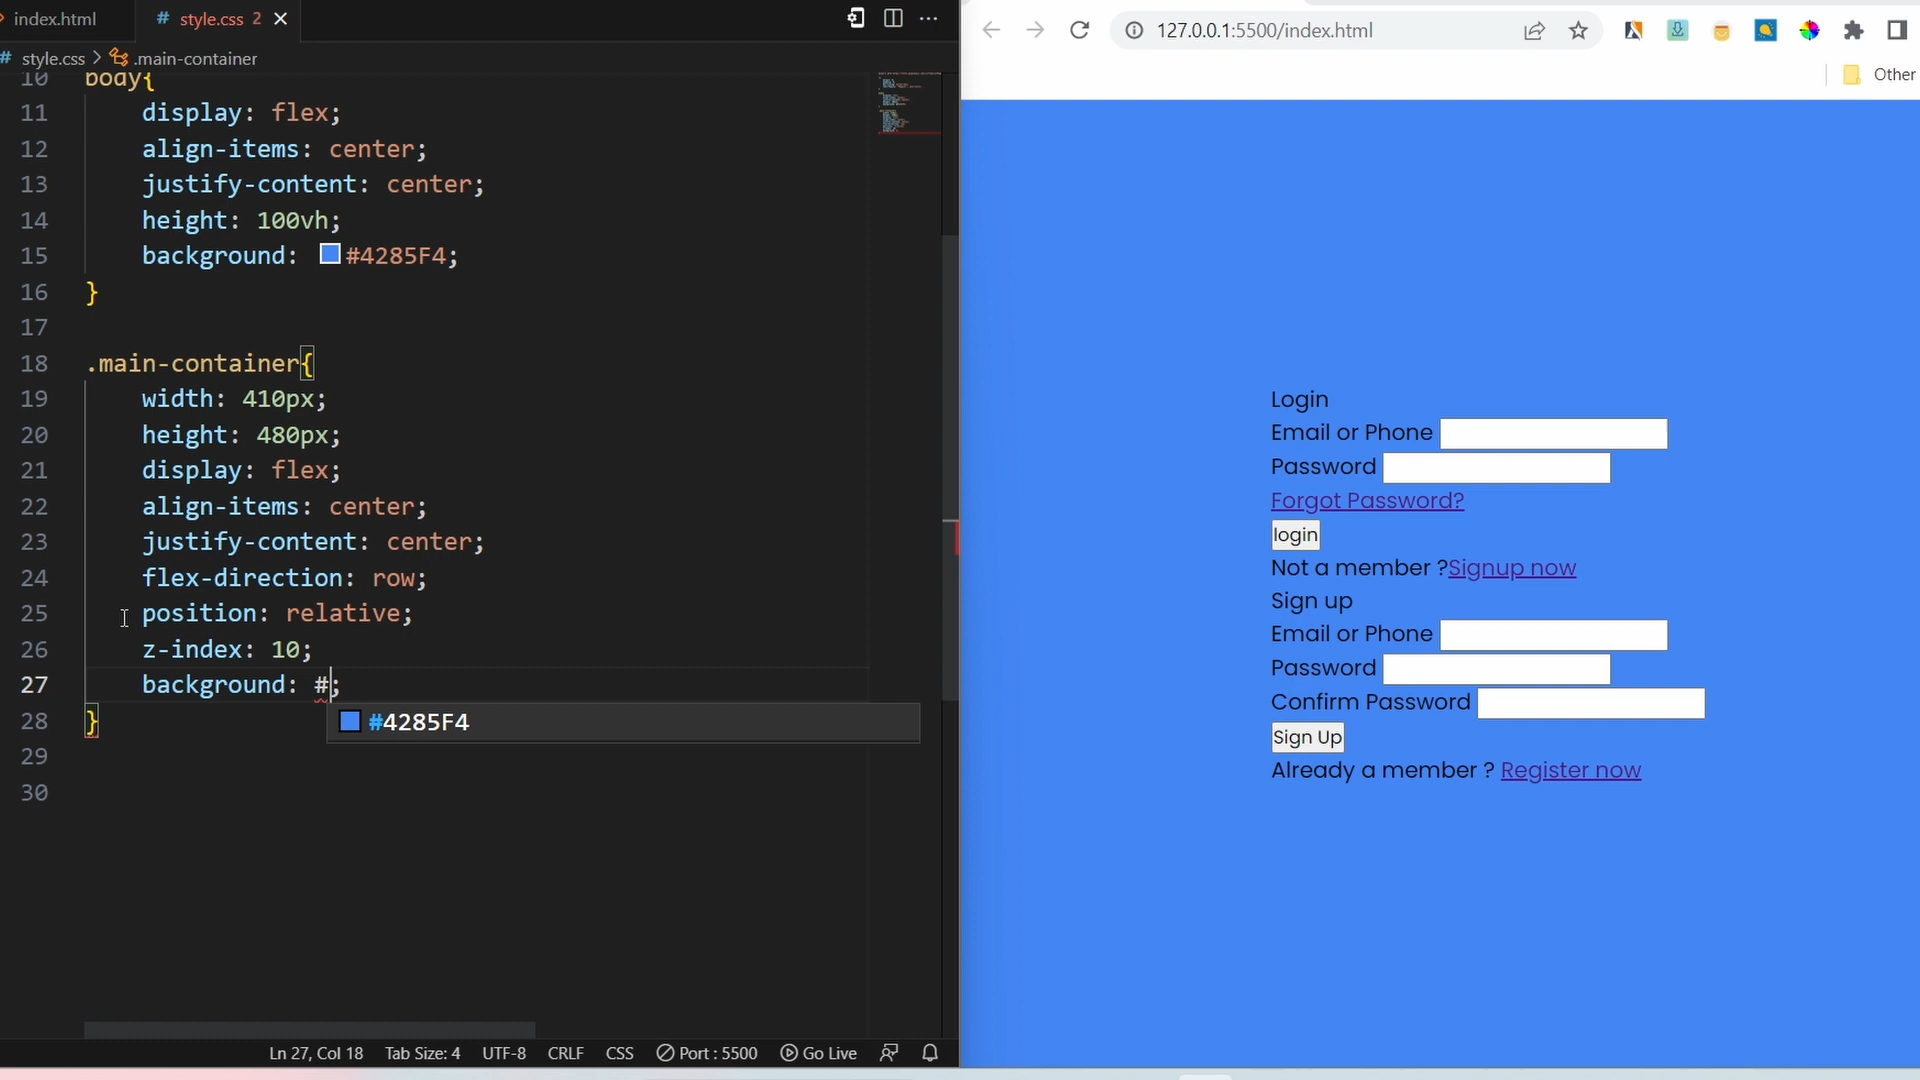 index.html
# style.css 2
# style.css > .main-container
10 body{
11 display: flex;
12 align-items: center;
13 justify-content: center;
14 height: 100vh;
15 background: #4285F4;
16 }
17
18 .main-container{
19 width: 410px;
20 height: 480px;
21 display: flex;
22 align-items: center;
23 justify-content: center;
24 flex-direction: row;
25 position: relative;
26 z-index: 10;
27 background: #;
28 }
#4285F4
29
30
Ln 27, Col 18 Tab Size: 4 UTF-8 CRLF CSS Port : 5500 Go Live
127.0.0.1:5500/index.html
Other
Login
Email or Phone
Password
Forgot Password?
login
Not a member ?Signup now
Sign up
Email or Phone
Password
Confirm Password
Sign Up
Already a member ? Register now